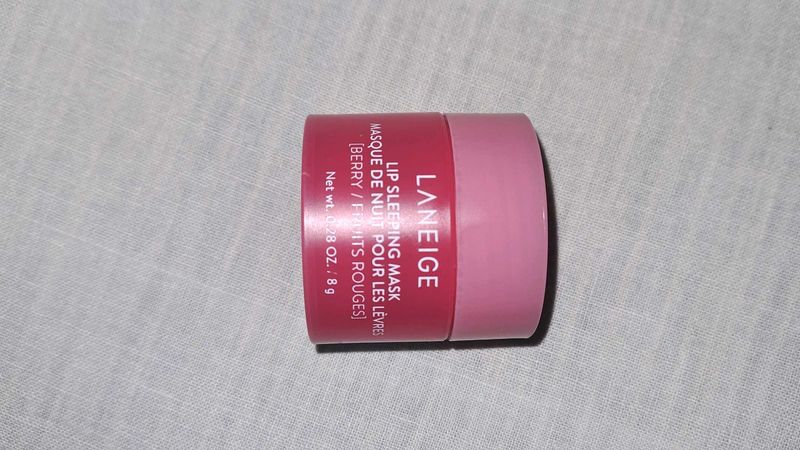 LANEIGE
LIP SLEEPING MASK
MASQUE DE NUIT POUR LES LÈVRES
[BERRY / FRUITS ROUGES]
Net wt. 0.28 OZ. / 8 g